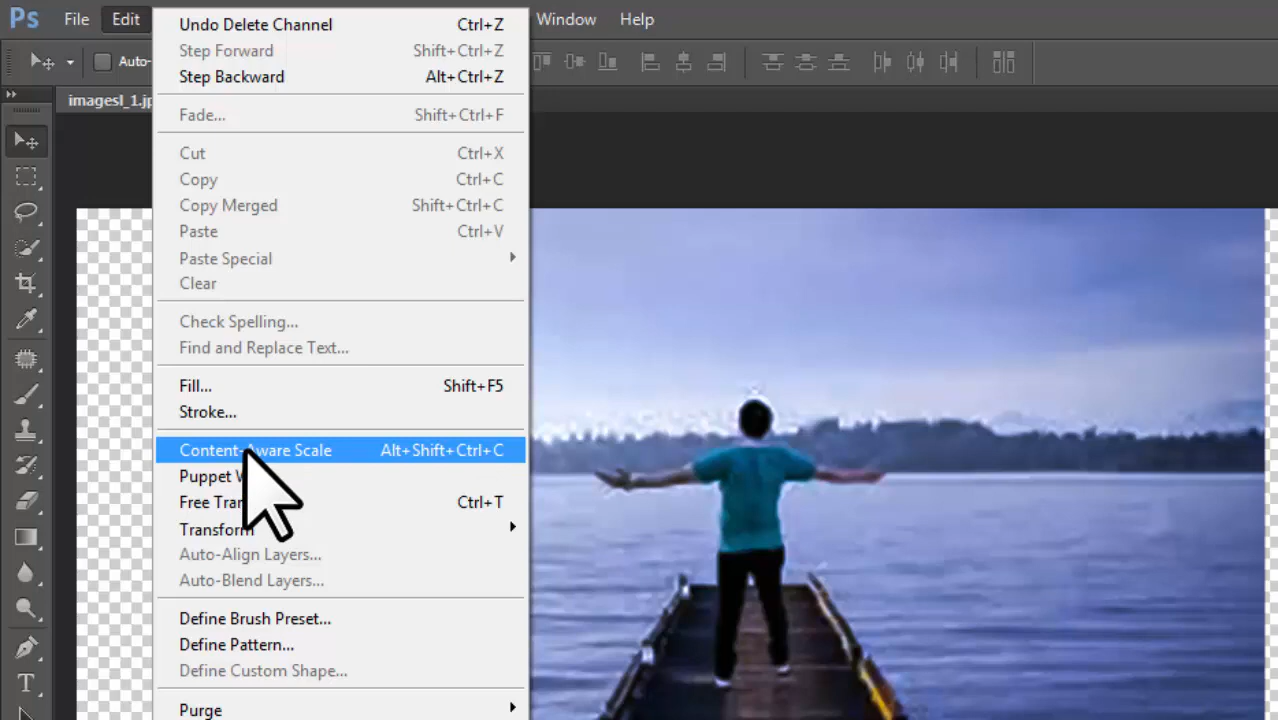 Ps File Edit Window Help
Auto-
imagesl_1.jp
Undo Delete Channel Ctrl+Z
Step Forward Shift+Ctrl+Z
Step Backward Alt+Ctrl+Z
Fade... Shift+Ctrl+F
Cut Ctrl+X
Copy Ctrl+C
Copy Merged Shift+Ctrl+C
Paste Ctrl+V
Paste Special
Clear
Check Spelling...
Find and Replace Text...
Fill... Shift+F5
Stroke...
Content-Aware Scale Alt+Shift+Ctrl+C
Puppet
Free Ctrl+T
Transform
Auto-Align Layers...
Auto-Blend Layers...
Define Brush Preset...
Define Pattern...
Define Custom Shape...
Purge